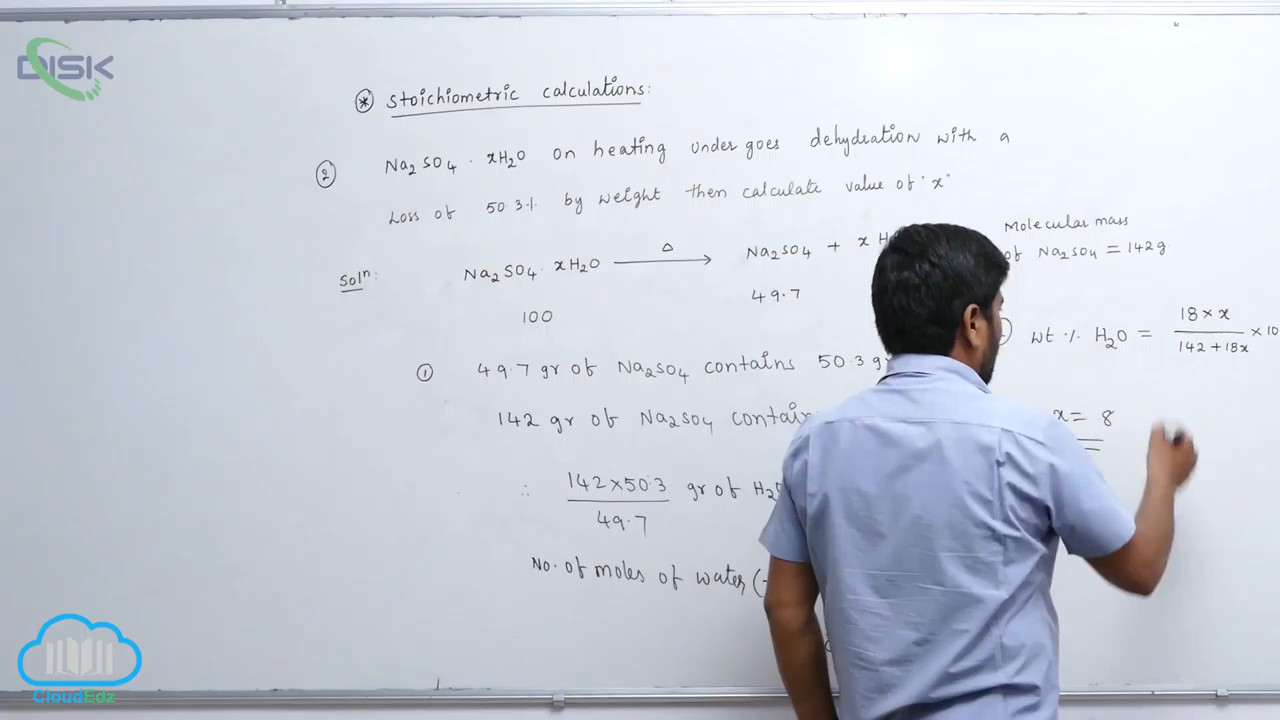 DISK
⊛ Stoichiometric calculations:
② Na₂SO₄ · xH₂O on heating under goes dehydration with a
Loss of 50.3% by weight then calculate value of "x"
Solⁿ: Na₂SO₄ · xH₂O —Δ→ Na₂SO₄ + x H
100 49.7
① 49.7 gr of Na₂SO₄ contains 50.3 gr
142 gr of Na₂SO₄ contain
∴ 142×50.3 / 49.7 gr of H₂O
No. of moles of water (
Molecular mass
of Na₂SO₄ = 142g
wt % H₂O = 18 × x / 142 + 18x × 10
x = 8
CloudEdz